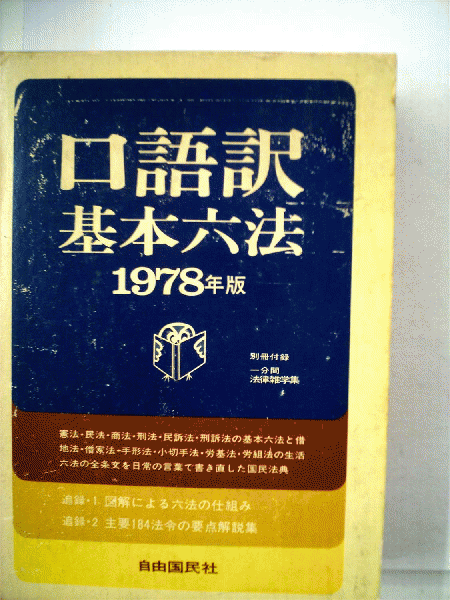 口語訳
基本六法
1978年版
別冊付録
一分間
法律雑学集
憲法・民法・商法・刑法・民訴法・刑訴法の基本六法と借
地法・借家法・手形法・小切手法・労基法・労組法の生活
六法の全条文を日常の言葉で書き直した国民法典
追録・1 図解による六法の仕組み
追録・2 主要184法令の要点解説集
自由国民社